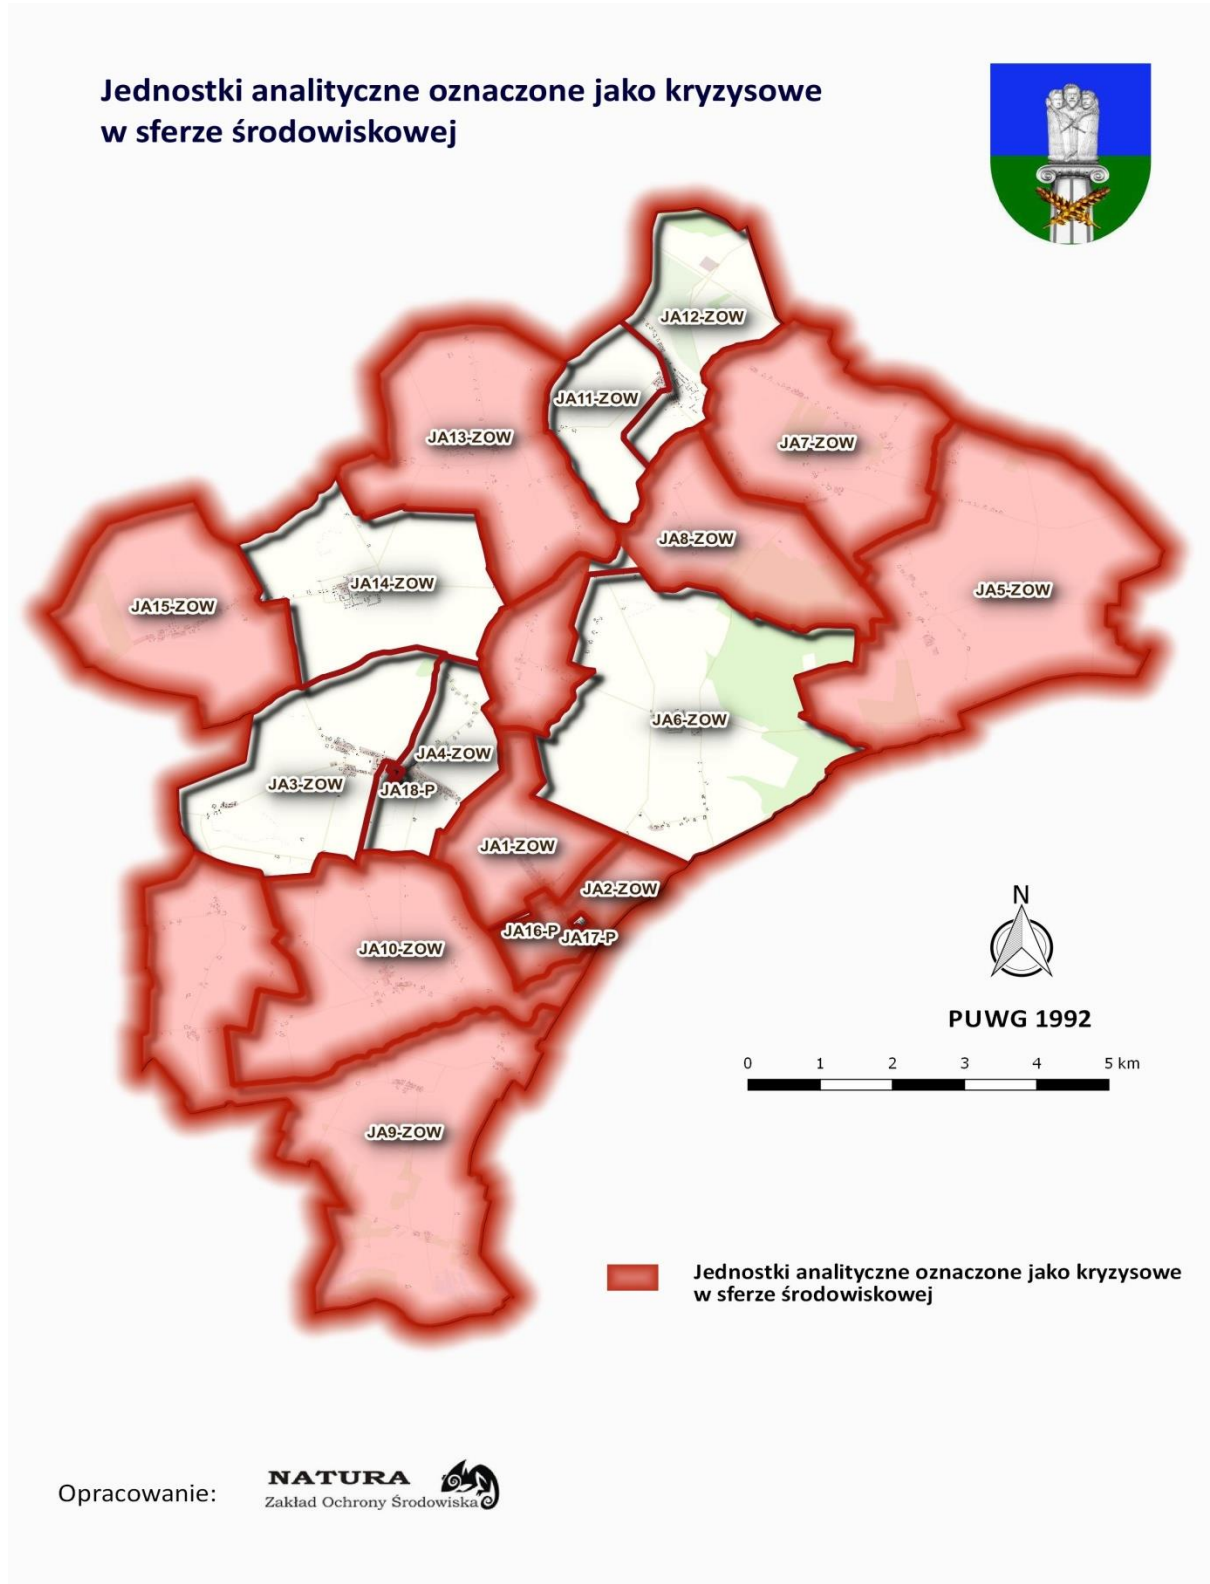 Jednostki analityczne oznaczone jako kryzysowe
w sferze środowiskowej
JA12-ZOW
JA11-ZOW
JA13-ZOW
JA7-ZOW
JA8-ZOW
JA14-ZOW
JA5-ZOW
JA15-ZOW
JA6-ZOW
JA4-ZOW
JA3-ZOW
JA18-P
JA1-ZOW
JA2-ZOW
JA16-P
JA17-P
JA10-ZOW
N
PUWG 1992
0 1 2 3 4 5 km
JA9-ZOW
Jednostki analityczne oznaczone jako kryzysowe
w sferze środowiskowej
Opracowanie:
NATURA
Zakład Ochrony Środowiska